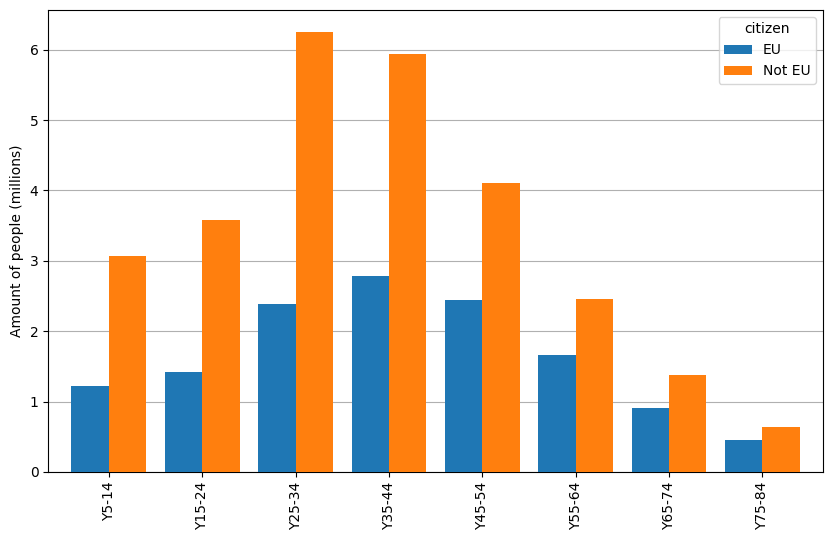 citizen
EU
Not EU
Amount of people (millions)
6
5
4
3
2
1
0
Y5-14
Y15-24
Y25-34
Y35-44
Y45-54
Y55-64
Y65-74
Y75-84